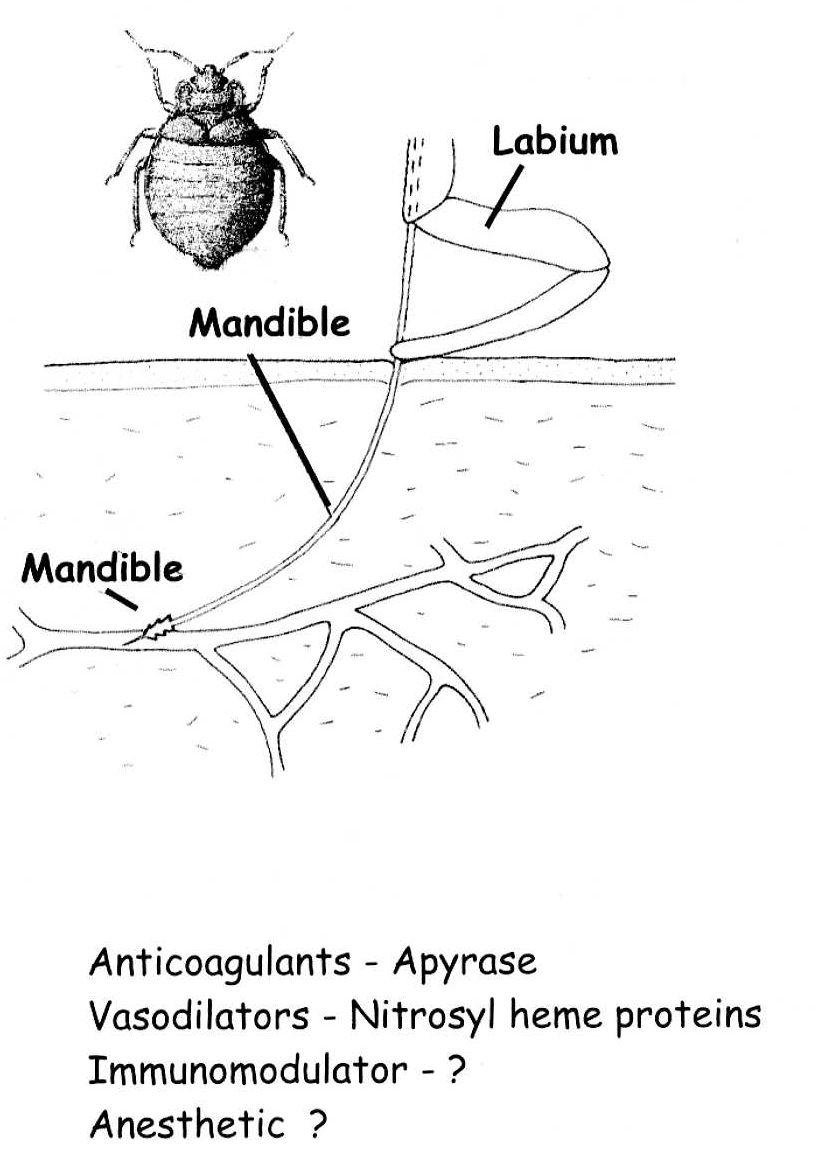 Labium
Mandible
Mandible
Anticoagulants - Apyrase
Vasodilators - Nitrosyl heme proteins
Immunomodulator - ?
Anesthetic ?